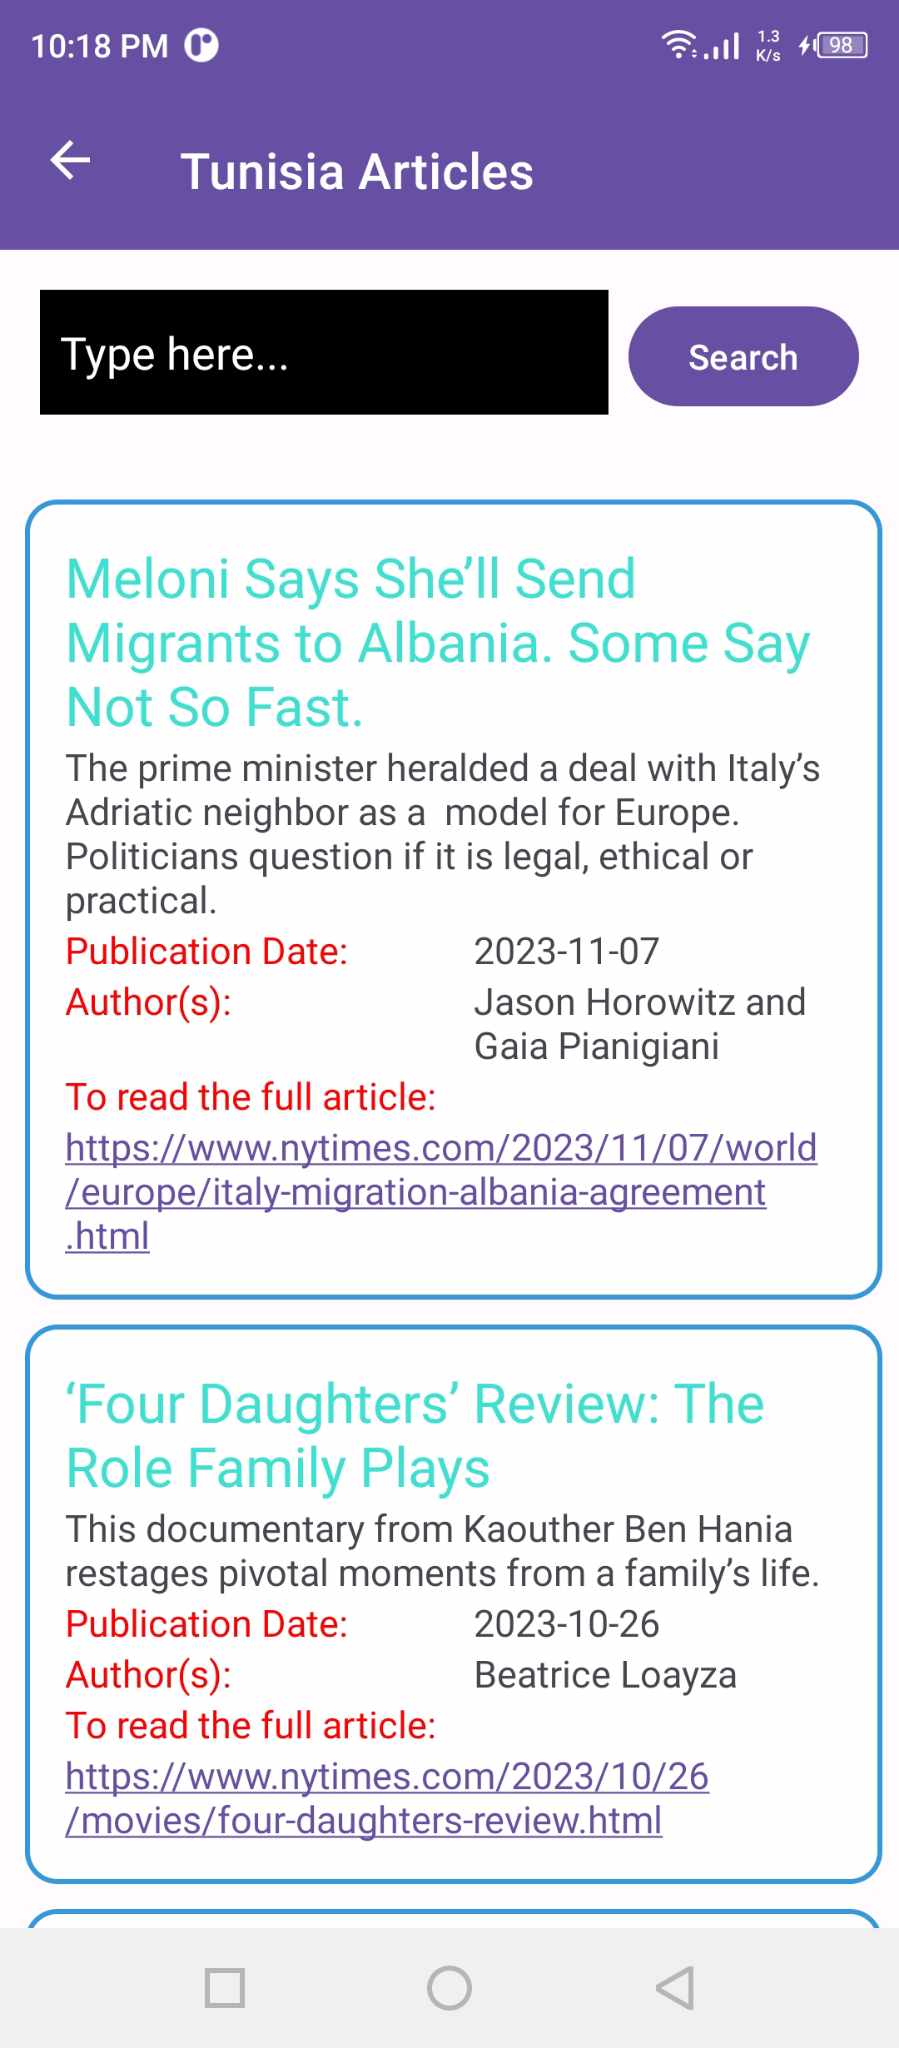 10:18 PM
1.3
K/s
98
Tunisia Articles
Type here...
Search
Meloni Says She’ll Send
Migrants to Albania. Some Say
Not So Fast.
The prime minister heralded a deal with Italy’s
Adriatic neighbor as a  model for Europe.
Politicians question if it is legal, ethical or
practical.
Publication Date: 2023-11-07
Author(s): Jason Horowitz and
Gaia Pianigiani
To read the full article:
https://www.nytimes.com/2023/11/07/world
/europe/italy-migration-albania-agreement
.html
‘Four Daughters’ Review: The
Role Family Plays
This documentary from Kaouther Ben Hania
restages pivotal moments from a family’s life.
Publication Date: 2023-10-26
Author(s): Beatrice Loayza
To read the full article:
https://www.nytimes.com/2023/10/26
/movies/four-daughters-review.html